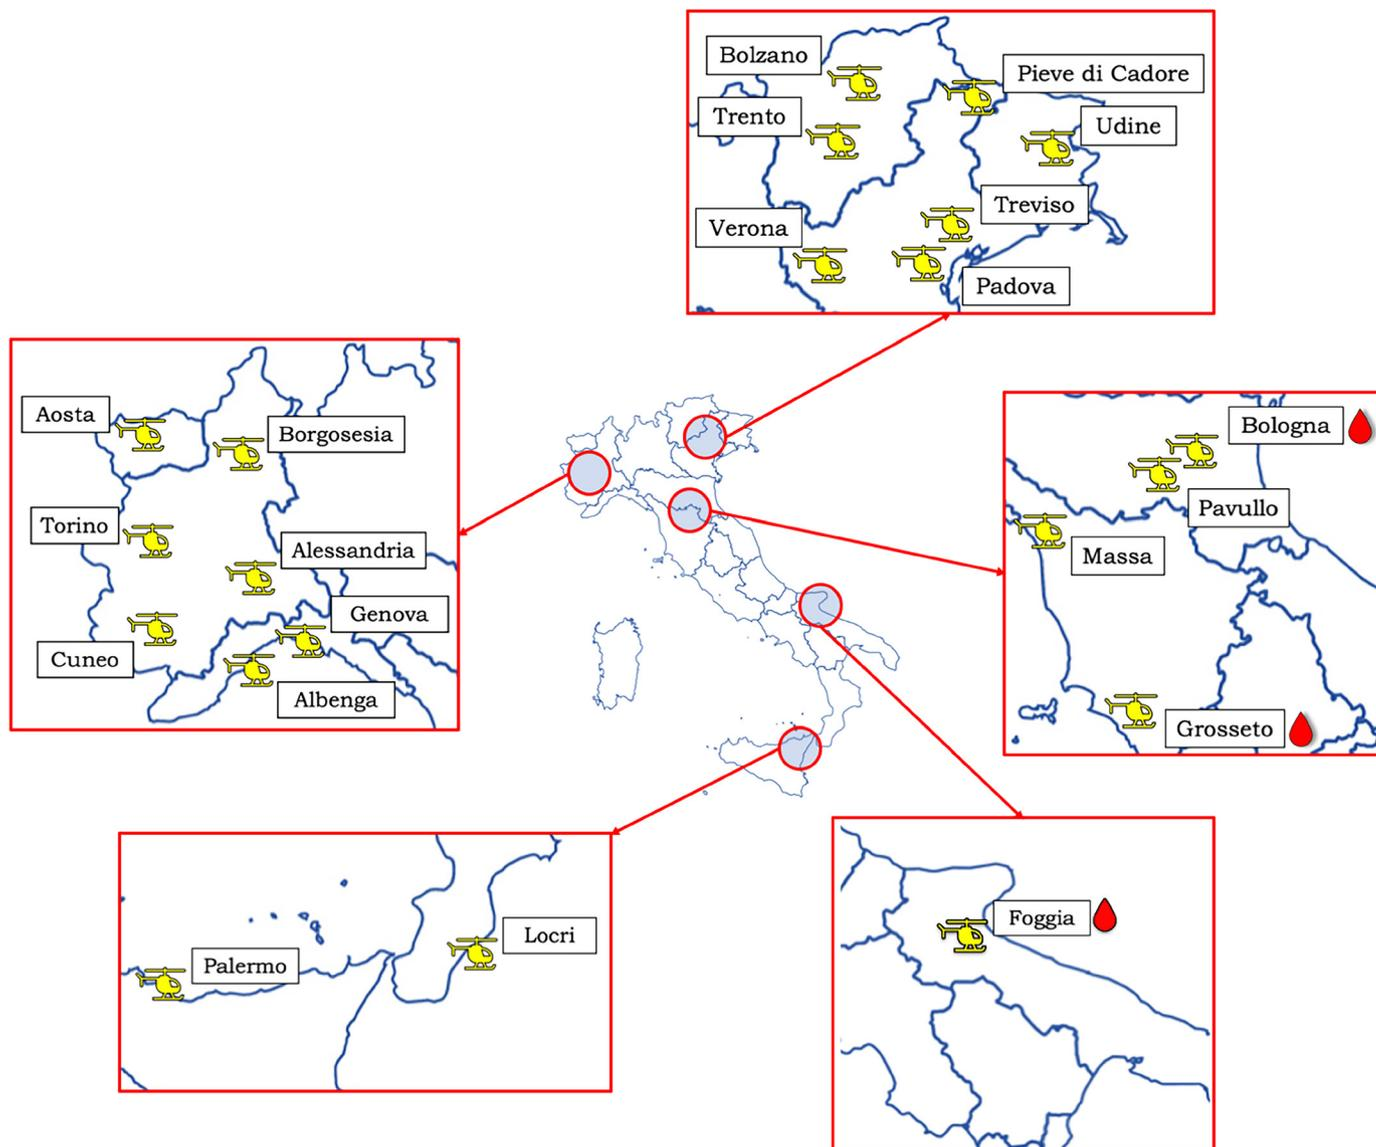 Bolzano
Pieve di Cadore
Trento
Udine
Treviso
Verona
Padova
Aosta
Borgosesia
Torino
Alessandria
Genova
Cuneo
Albenga
Bologna
Pavullo
Massa
Grosseto
Locri
Palermo
Foggia